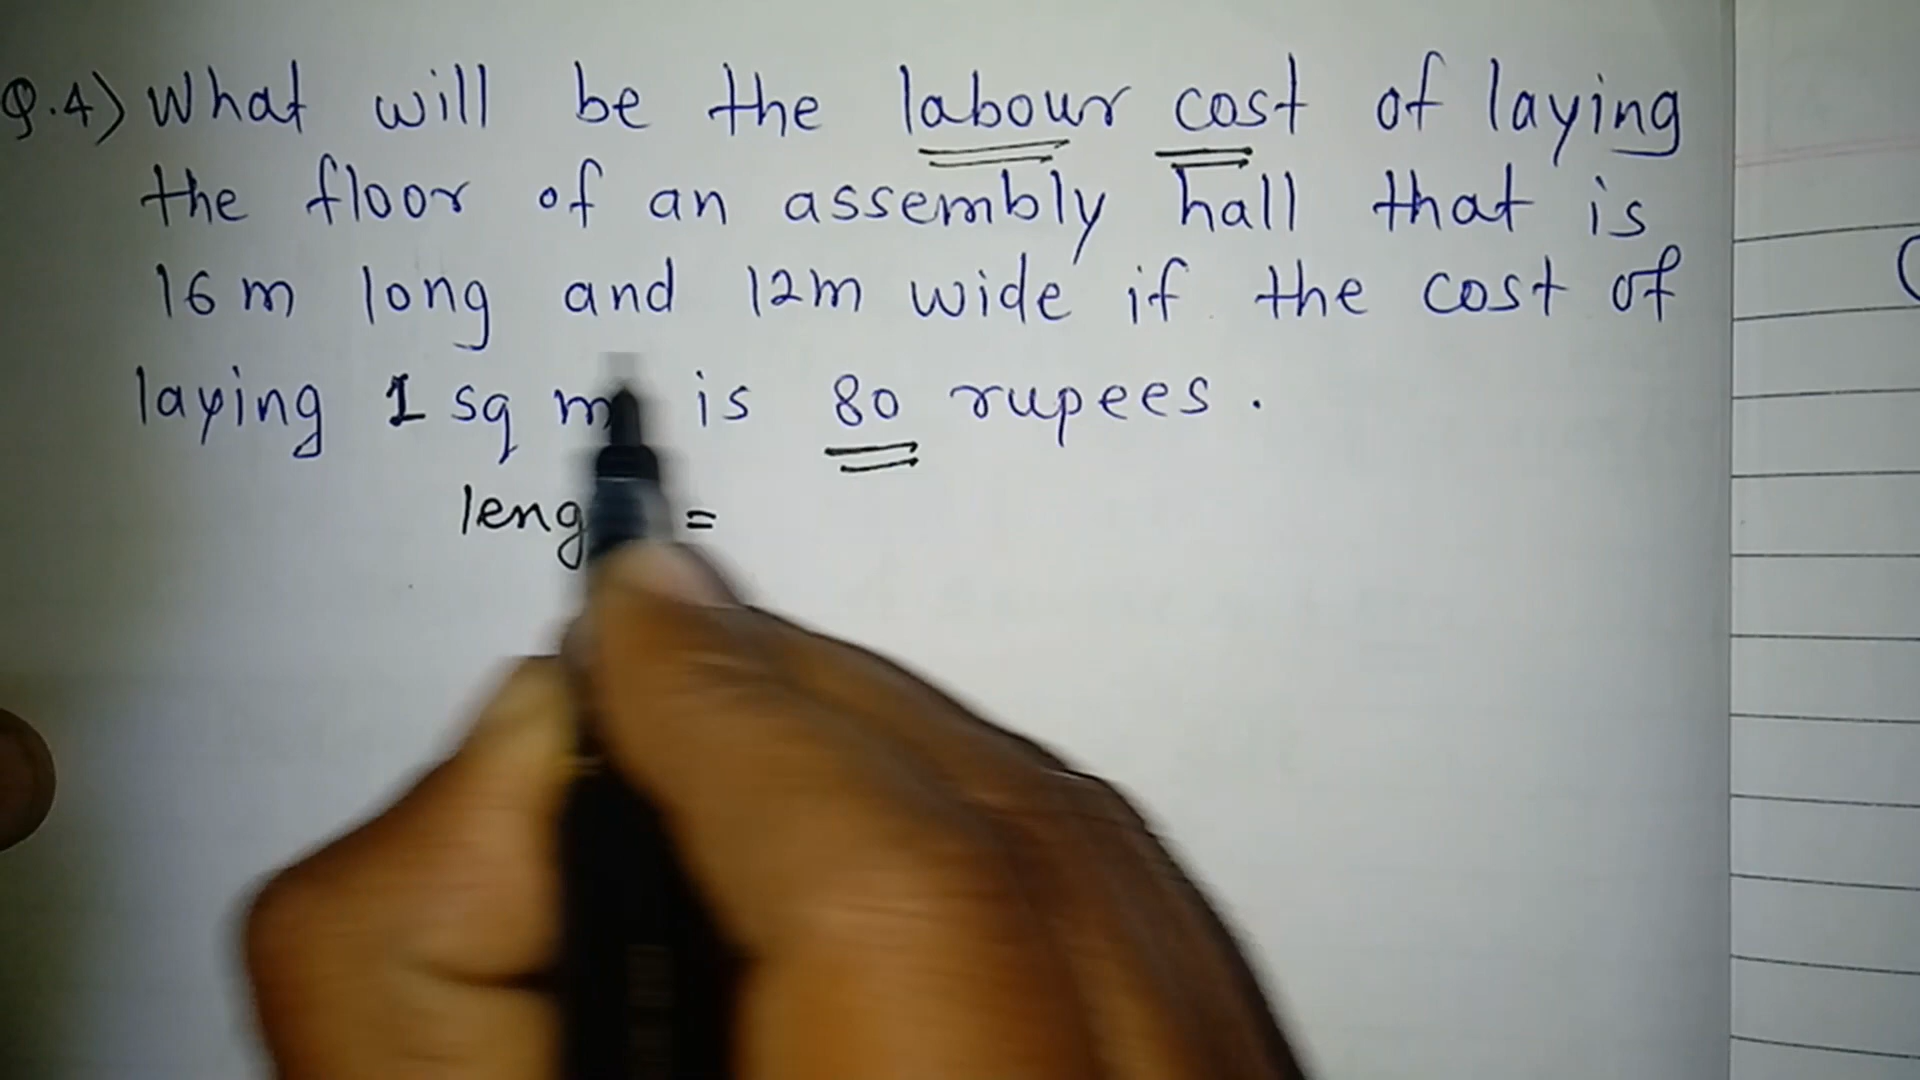 Q.4) What will be the labour cost of laying
the floor of an assembly hall that is
16 m long and 12m wide if the cost of
laying 1 sq m is 80 rupees.
leng =